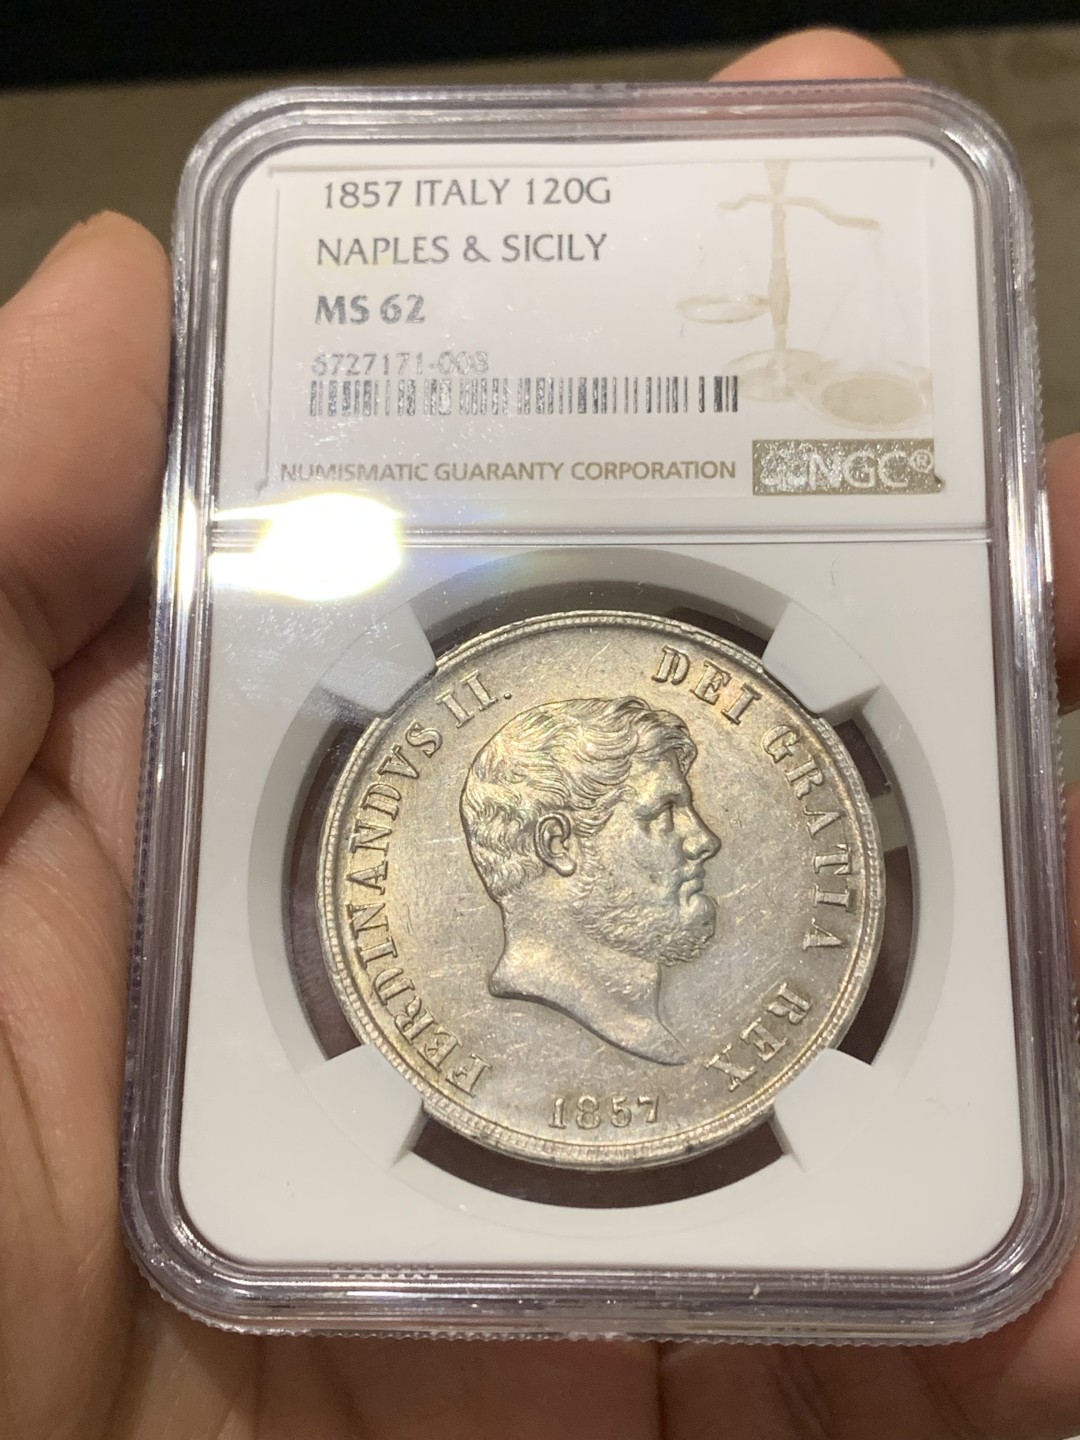 1857 ITALY 120G
NAPLES & SICILY
MS 62
6727171-008
NUMISMATIC GUARANTY CORPORATION
NGC®
FERDINANDVS II. DEI GRATIA REX
1857